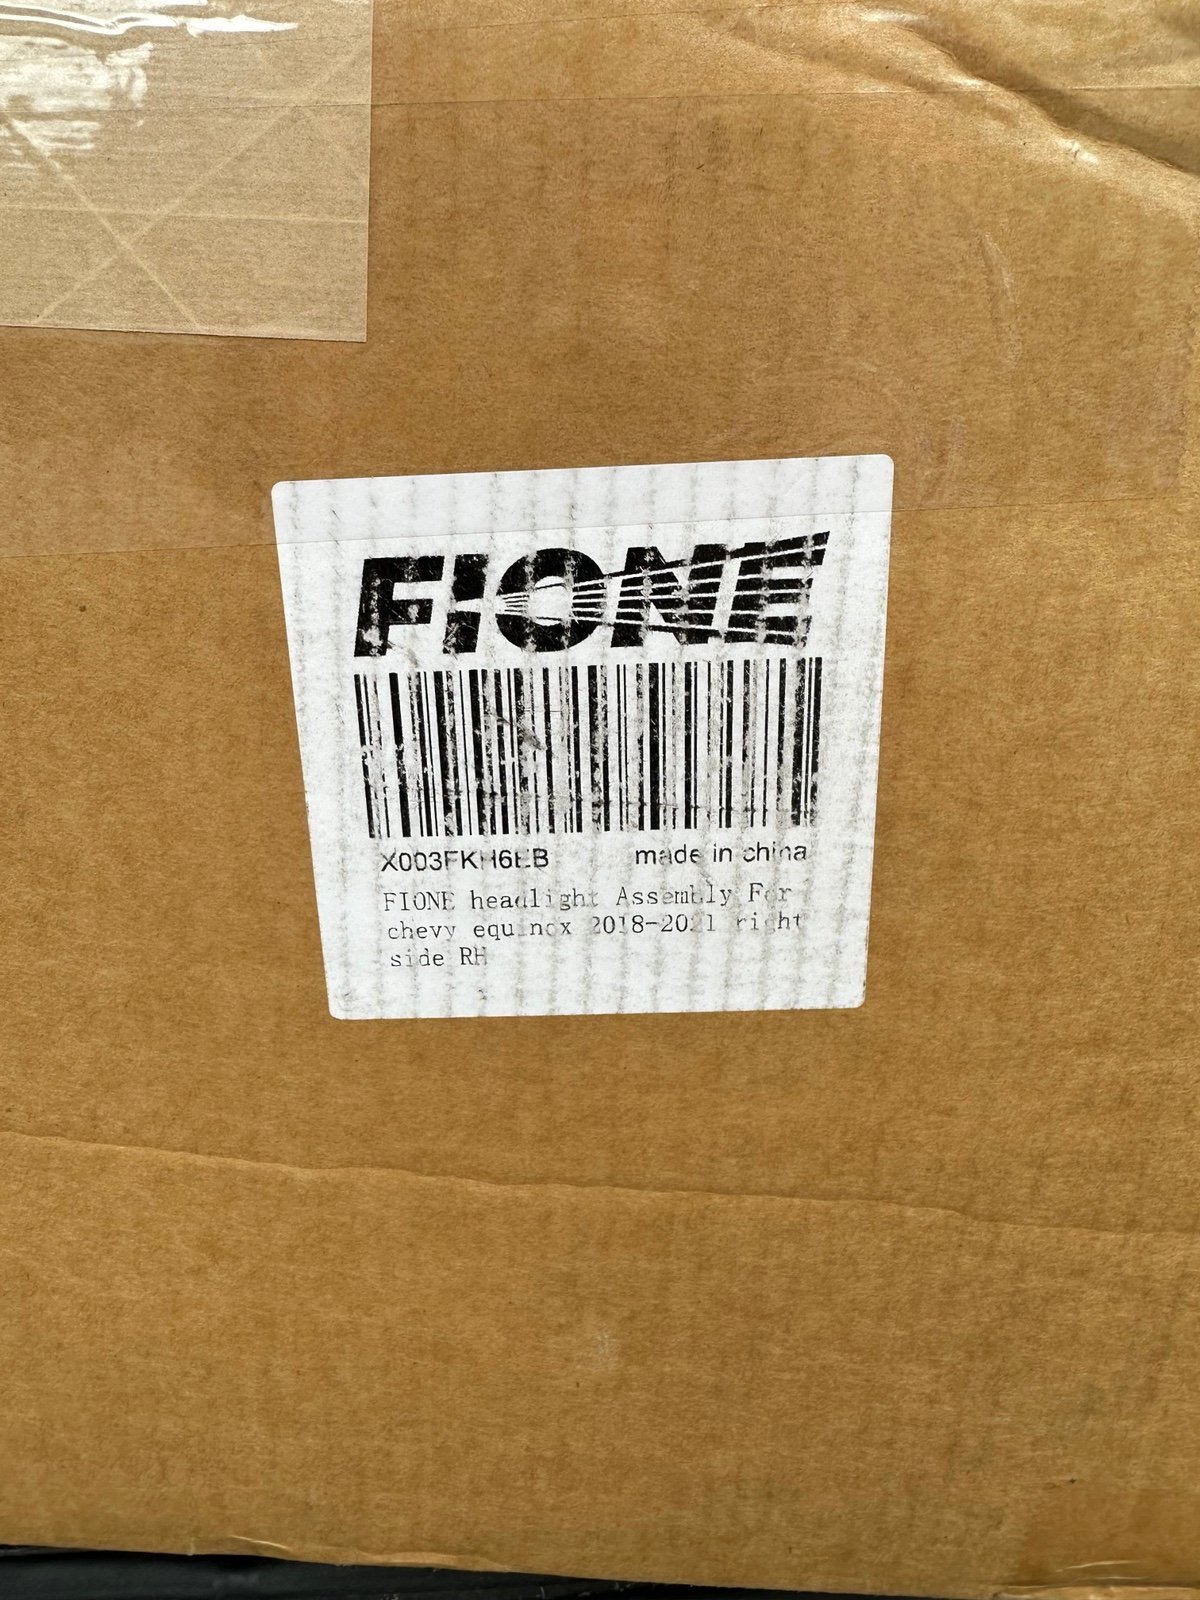 FIONE
X003FKH6EB made in china
FIONE headlight Assembly For
chevy equinox 2018-2021 right
side RH